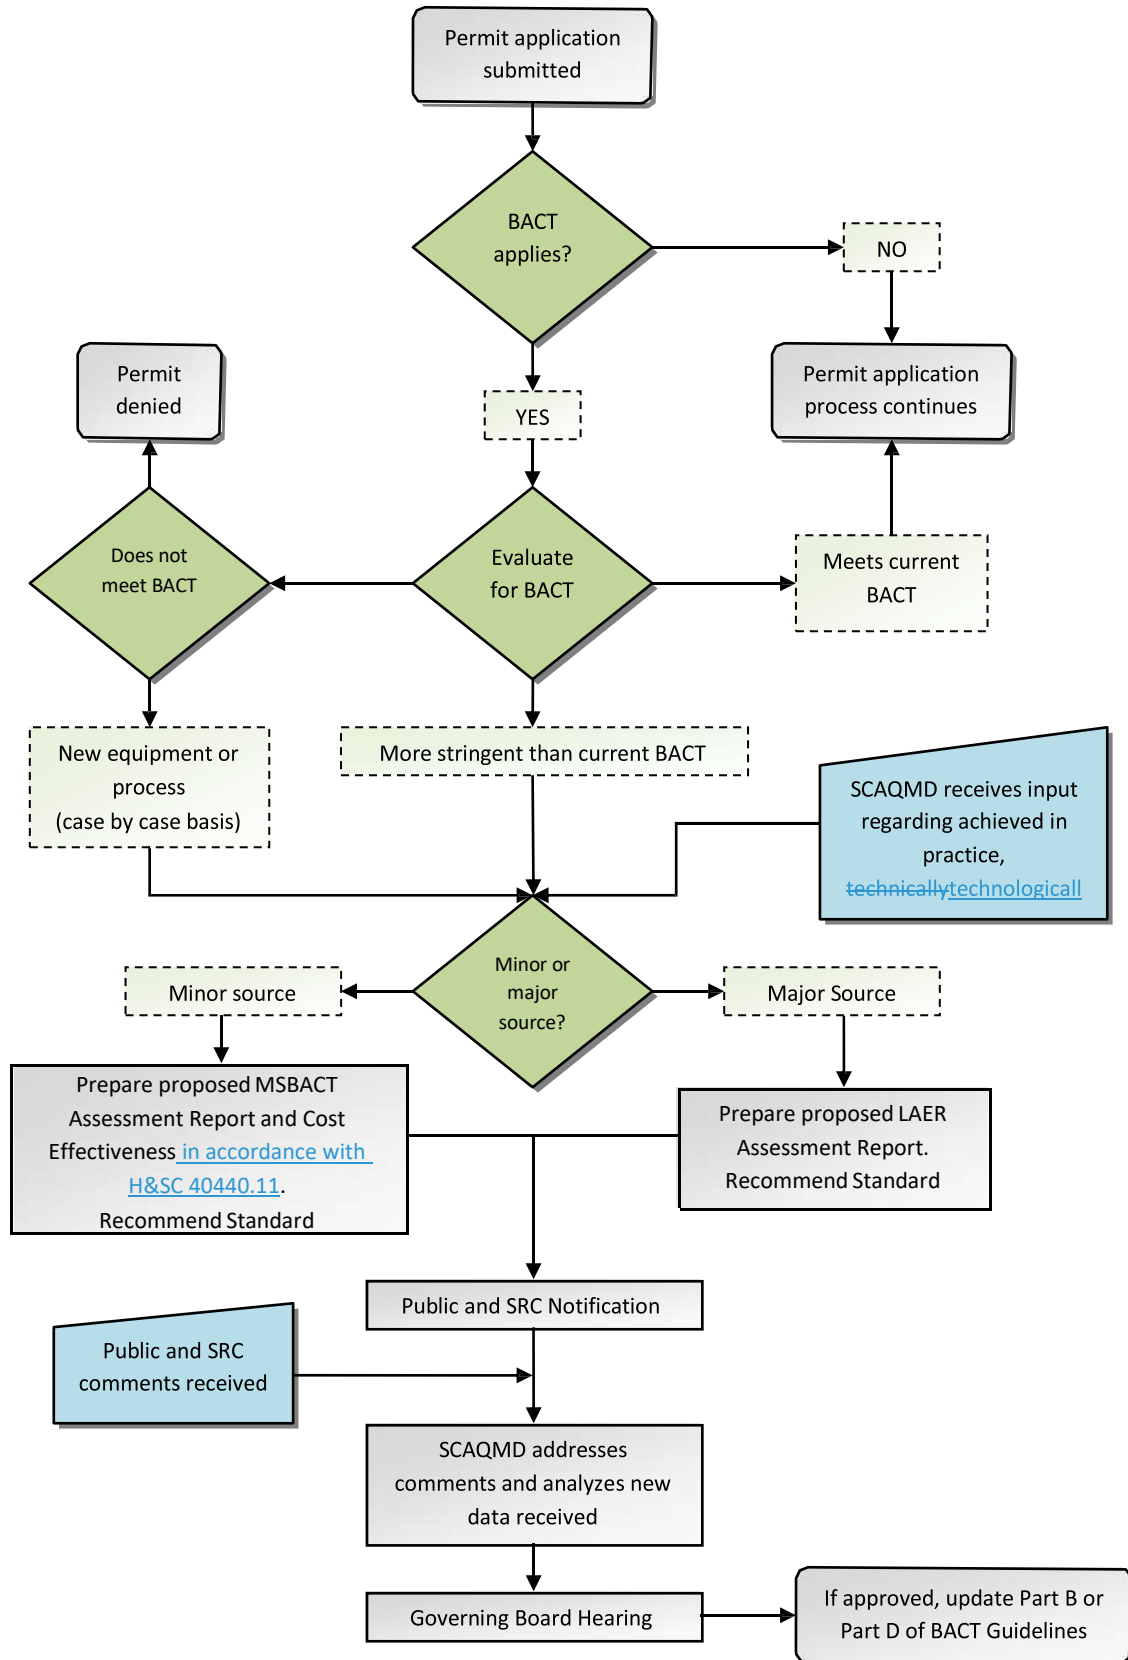 Permit application
submitted
BACT
applies?
NO
Permit
denied
YES
Permit application
process continues
Does not
meet BACT
Evaluate
for BACT
Meets current
BACT
New equipment or
process
(case by case basis)
More stringent than current BACT
SCAQMD receives input
regarding achieved in
practice,
technicallytechnologicall
Minor or
major
source?
Minor source
Major Source
Prepare proposed MSBACT
Assessment Report and Cost
Effectiveness in accordance with
H&SC 40440.11.
Recommend Standard
Prepare proposed LAER
Assessment Report.
Recommend Standard
Public and SRC Notification
Public and SRC
comments received
SCAQMD addresses
comments and analyzes new
data received
Governing Board Hearing
If approved, update Part B or
Part D of BACT Guidelines